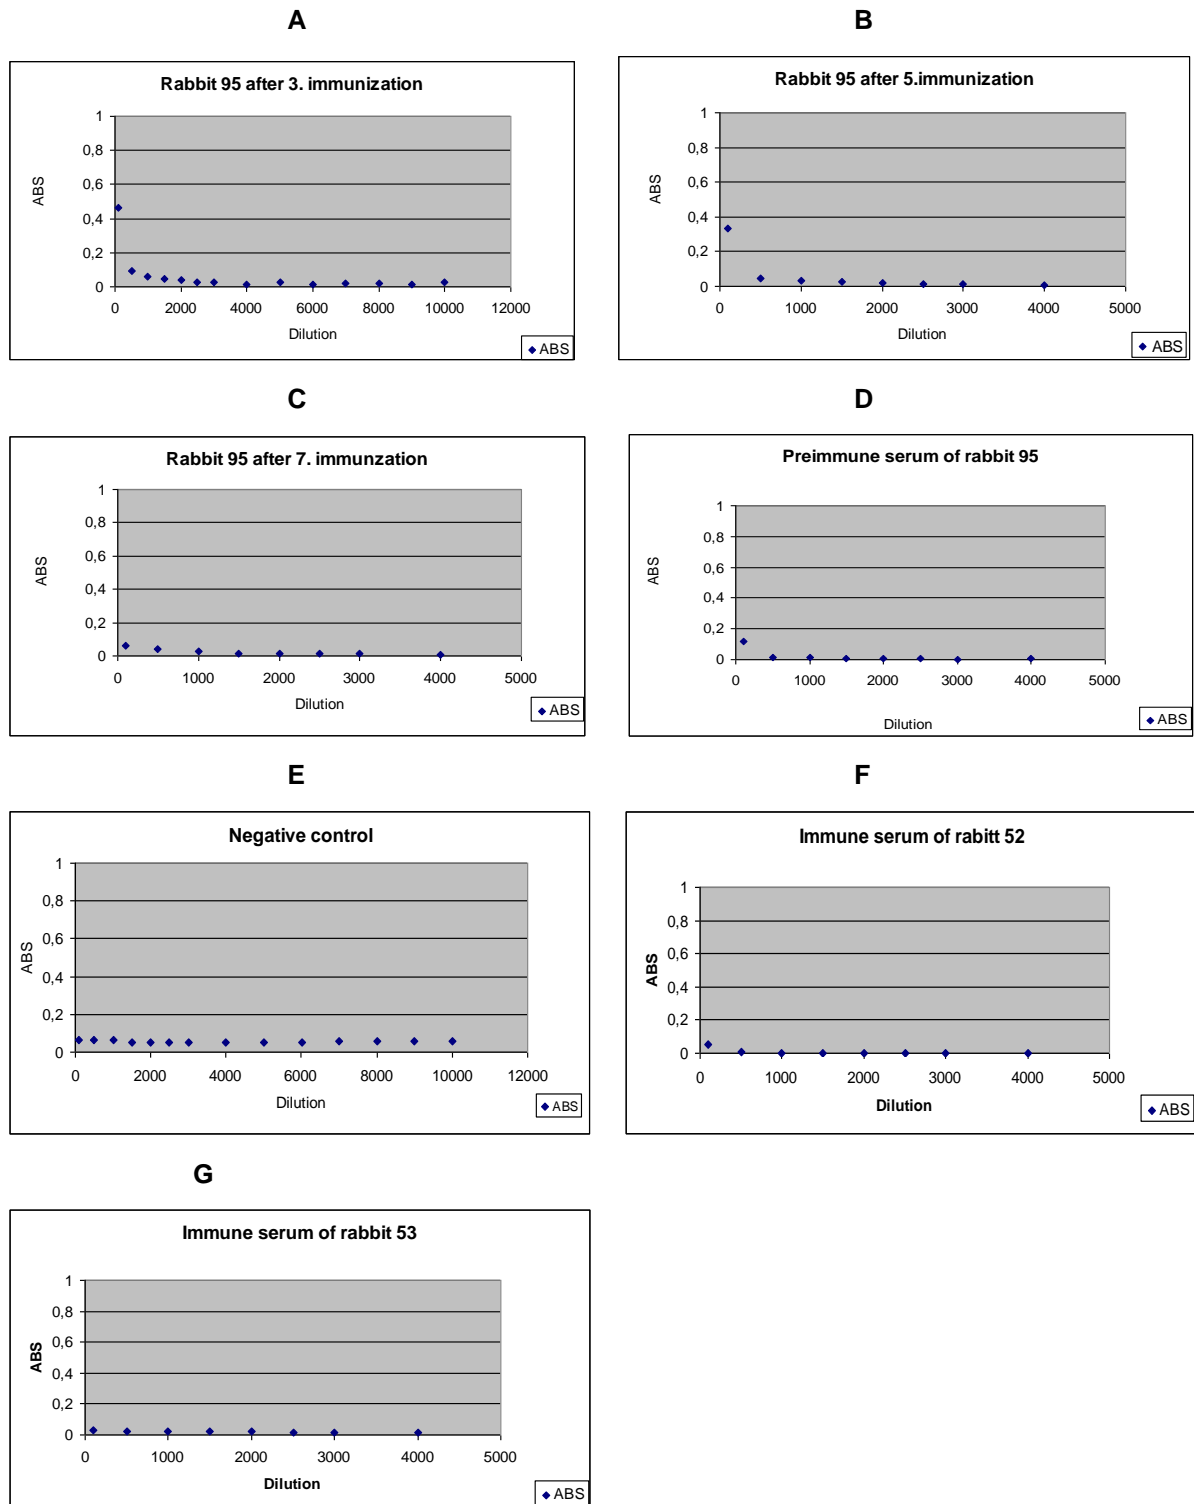 A
Rabbit 95 after 3. immunization
1
0,8
0,6
0,4
0,2
0
ABS
0 2000 4000 6000 8000 10000 12000
Dilution
ABS
B
Rabbit 95 after 5.immunization
1
0,8
0,6
0,4
0,2
0
ABS
0 1000 2000 3000 4000 5000
Dilution
ABS
C
Rabbit 95 after 7. immunzation
1
0,8
0,6
0,4
0,2
0
ABS
0 1000 2000 3000 4000 5000
Dilution
ABS
D
Preimmune serum of rabbit 95
1
0,8
0,6
0,4
0,2
0
ABS
0 1000 2000 3000 4000 5000
Dilution
ABS
E
Negative control
1
0,8
0,6
0,4
0,2
0
ABS
0 2000 4000 6000 8000 10000 12000
Dilution
ABS
F
Immune serum of rabitt 52
1
0,8
0,6
0,4
0,2
0
ABS
0 1000 2000 3000 4000 5000
Dilution
ABS
G
Immune serum of rabbit 53
1
0,8
0,6
0,4
0,2
0
ABS
0 1000 2000 3000 4000 5000
Dilution
ABS